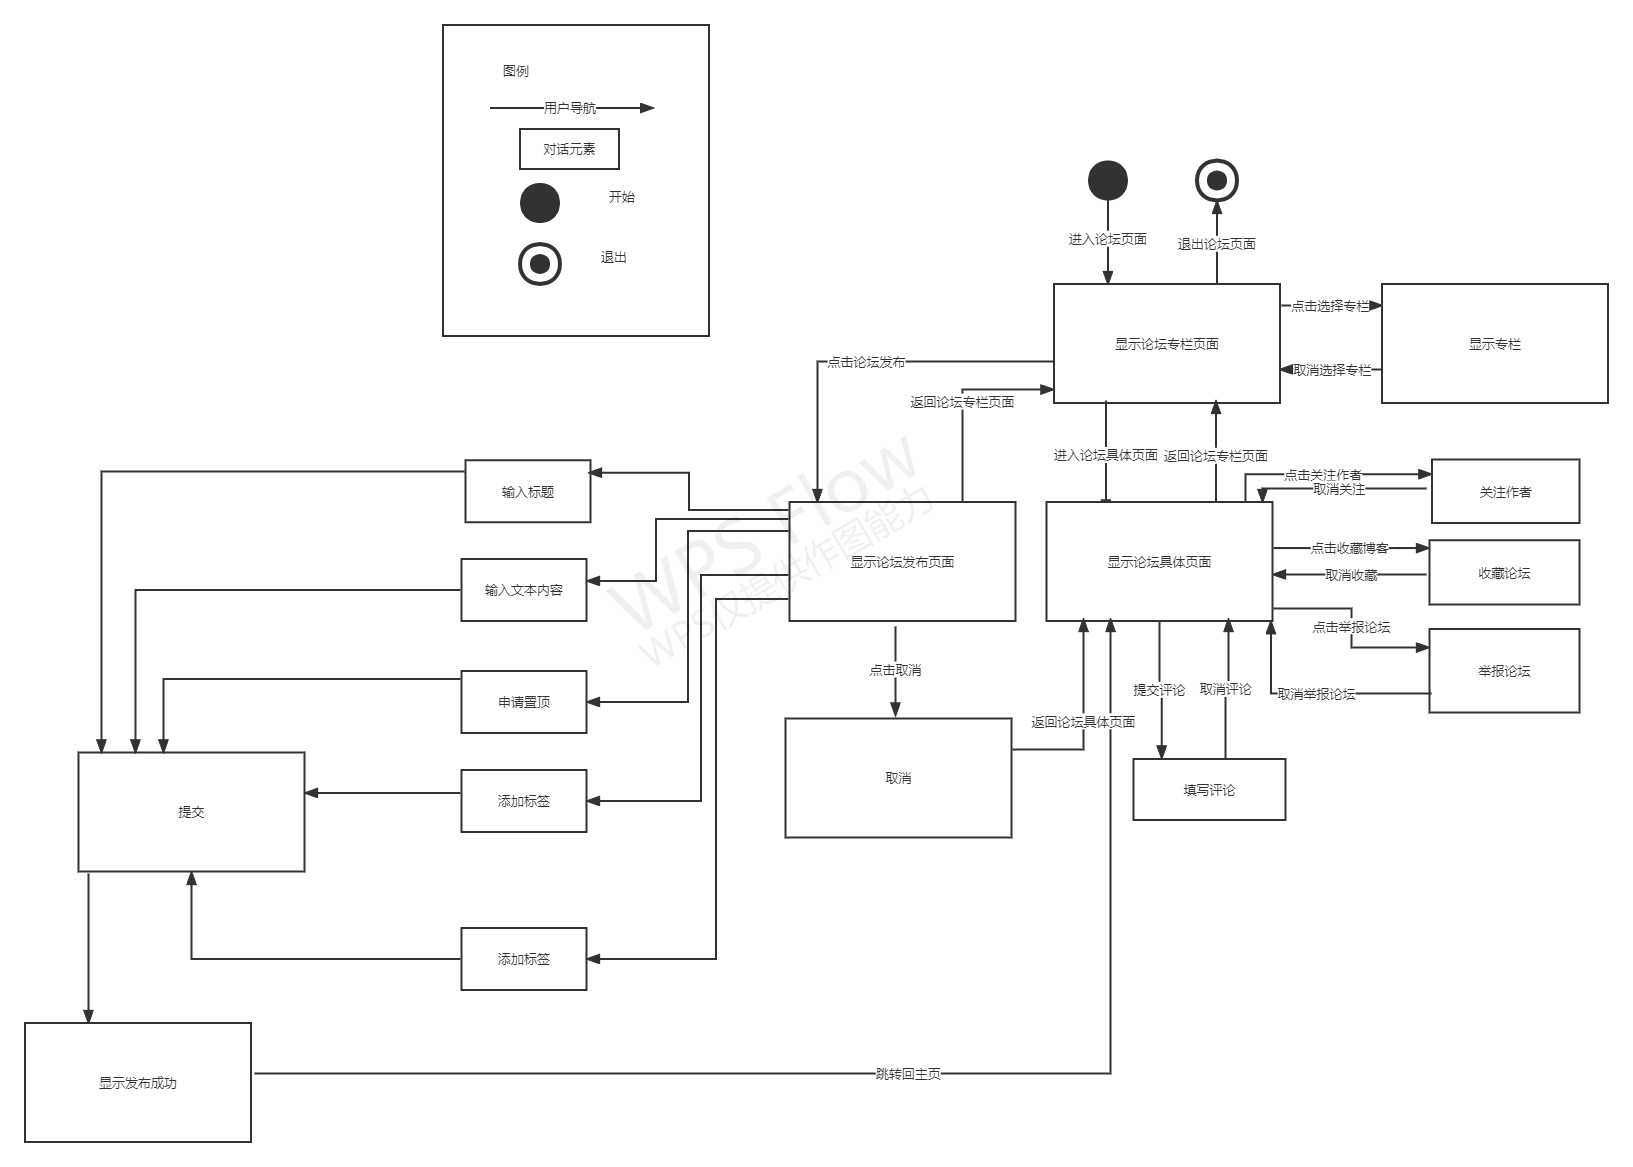 图例
用户导航
对话元素
开始
退出
进入论坛页面
退出论坛页面
显示论坛专栏页面
点击选择专栏
取消选择专栏
显示专栏
点击论坛发布
返回论坛专栏页面
进入论坛具体页面
返回论坛专栏页面
点击关注作者
取消关注
关注作者
输入标题
输入文本内容
显示论坛发布页面
显示论坛具体页面
点击收藏博客
取消收藏
收藏论坛
点击举报论坛
取消举报论坛
举报论坛
申请置顶
点击取消
提交评论
取消评论
返回论坛具体页面
取消
填写评论
添加标签
提交
添加标签
显示发布成功
跳转回主页
WPS Flow
WPS仅提供作图能力